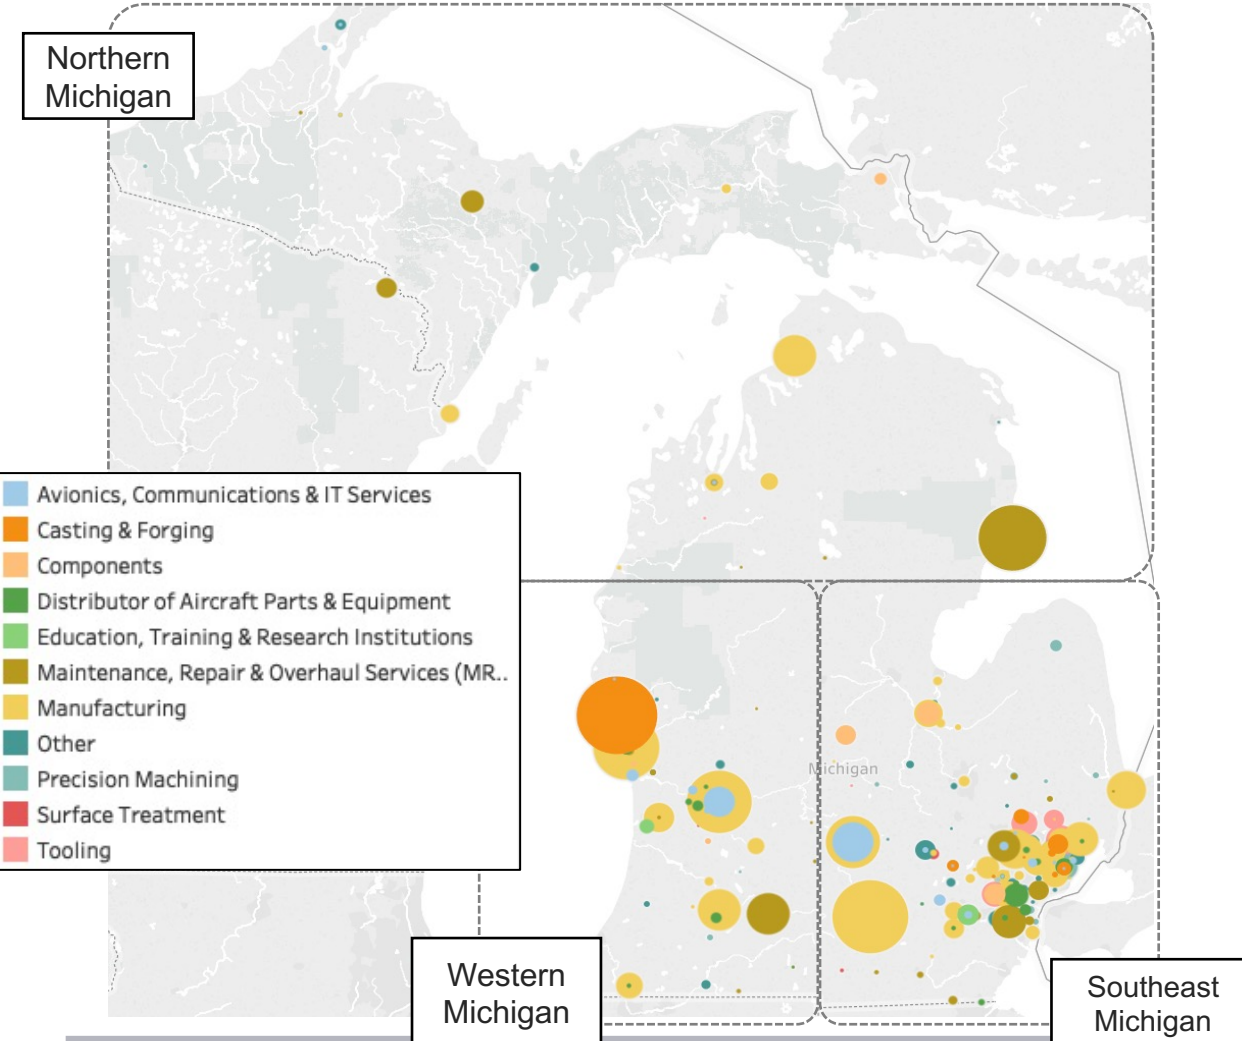 Northern
Michigan
Avionics, Communications & IT Services
Casting & Forging
Components
Distributor of Aircraft Parts & Equipment
Education, Training & Research Institutions
Maintenance, Repair & Overhaul Services (MR..
Manufacturing
Other
Precision Machining
Surface Treatment
Tooling
Michigan
Western
Michigan
Southeast
Michigan